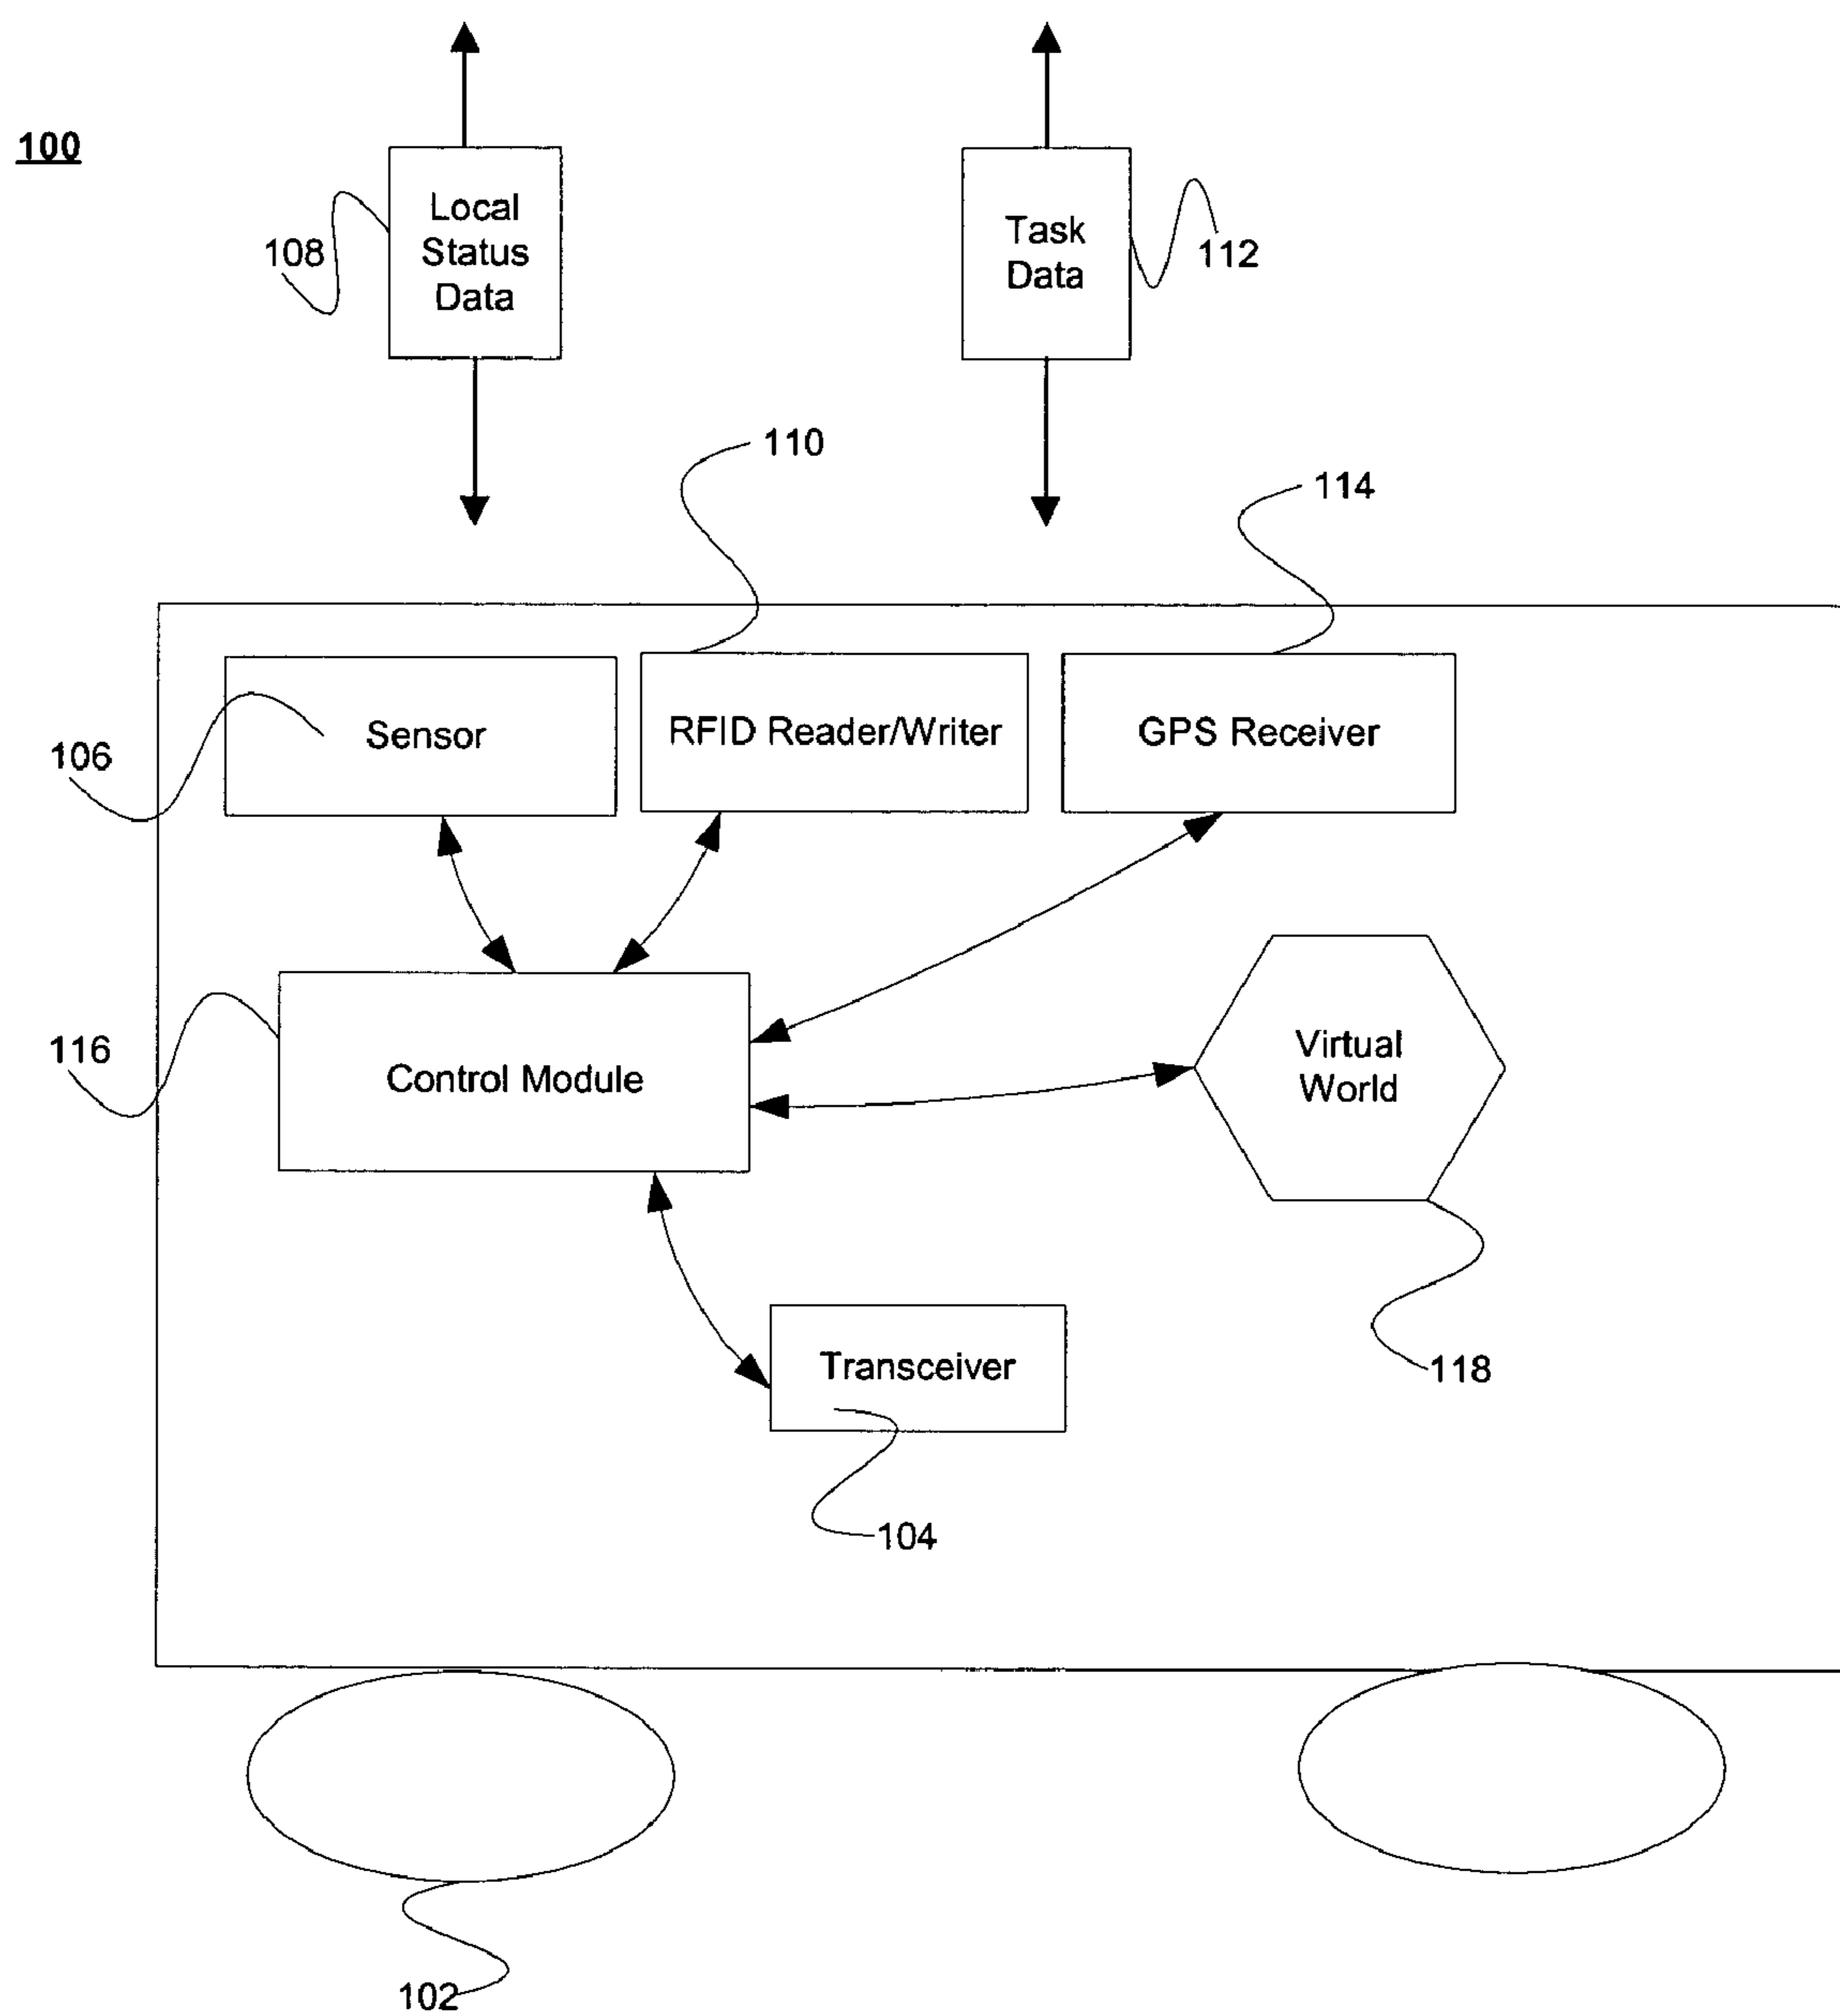 100
Local
Status
Data
108
Task
Data
112
110
114
Sensor
RFID Reader/Writer
GPS Receiver
106
Control Module
116
Virtual
World
118
Transceiver
104
102